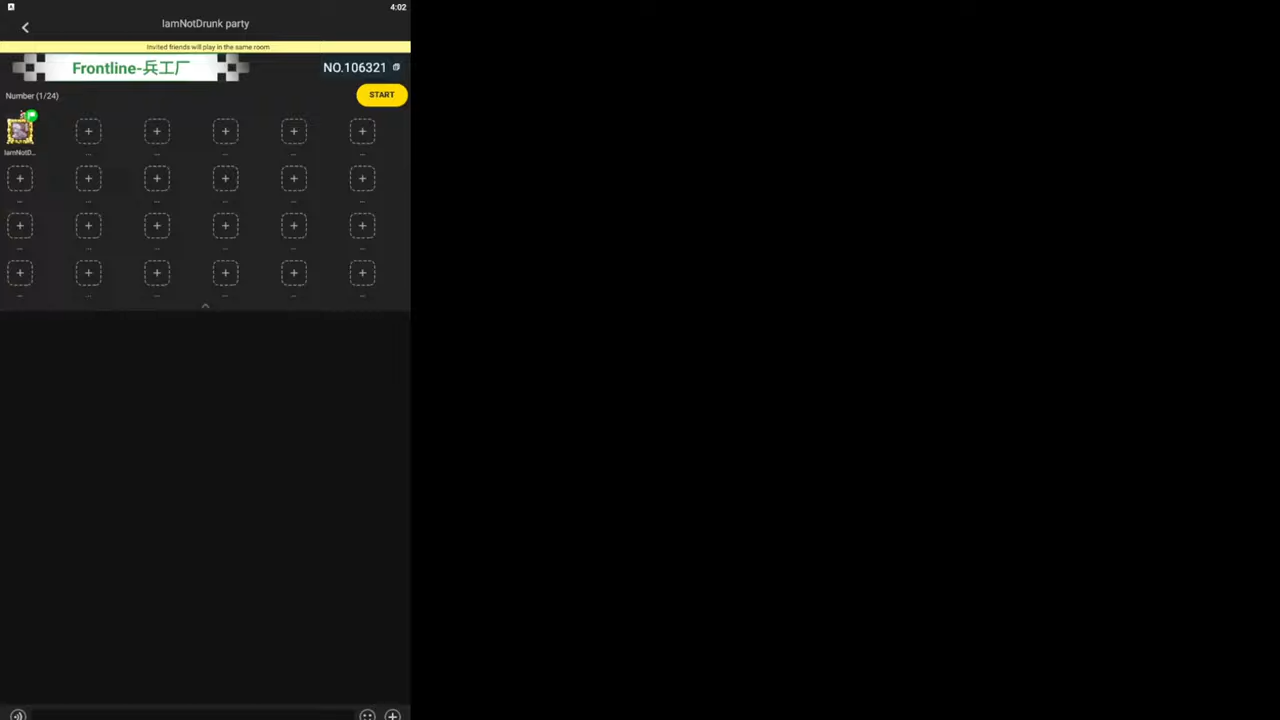 4:02
IamNotDrunk party
Invited friends will play in the same room
Frontline-兵工厂
NO.106321
Number (1/24)
START
IamNotD...